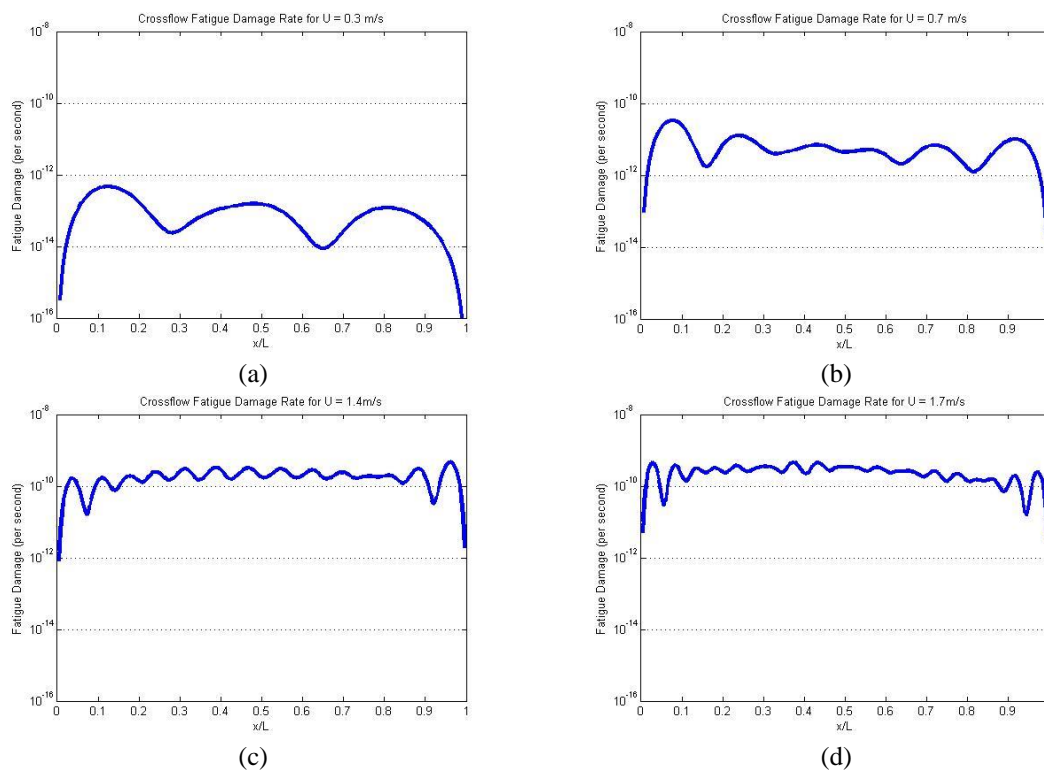 Crossflow Fatigue Damage Rate for U = 0.3 m/s
10^-8
10^-10
10^-12
10^-14
10^-16
Fatigue Damage (per second)
0 0.1 0.2 0.3 0.4 0.5 0.6 0.7 0.8 0.9 1
x/L
(a)
Crossflow Fatigue Damage Rate for U = 0.7 m/s
10^-8
10^-10
10^-12
10^-14
10^-16
Fatigue Damage (per second)
0 0.1 0.2 0.3 0.4 0.5 0.6 0.7 0.8 0.9
x/L
(b)
Crossflow Fatigue Damage Rate for U = 1.4m/s
10^-8
10^-10
10^-12
10^-14
10^-16
Fatigue Damage (per second)
0 0.1 0.2 0.3 0.4 0.5 0.6 0.7 0.8 0.9 1
x/L
(c)
Crossflow Fatigue Damage Rate for U = 1.7m/s
10^-8
10^-10
10^-12
10^-14
10^-16
Fatigue Damage (per second)
0 0.1 0.2 0.3 0.4 0.5 0.6 0.7 0.8 0.9
x/L
(d)